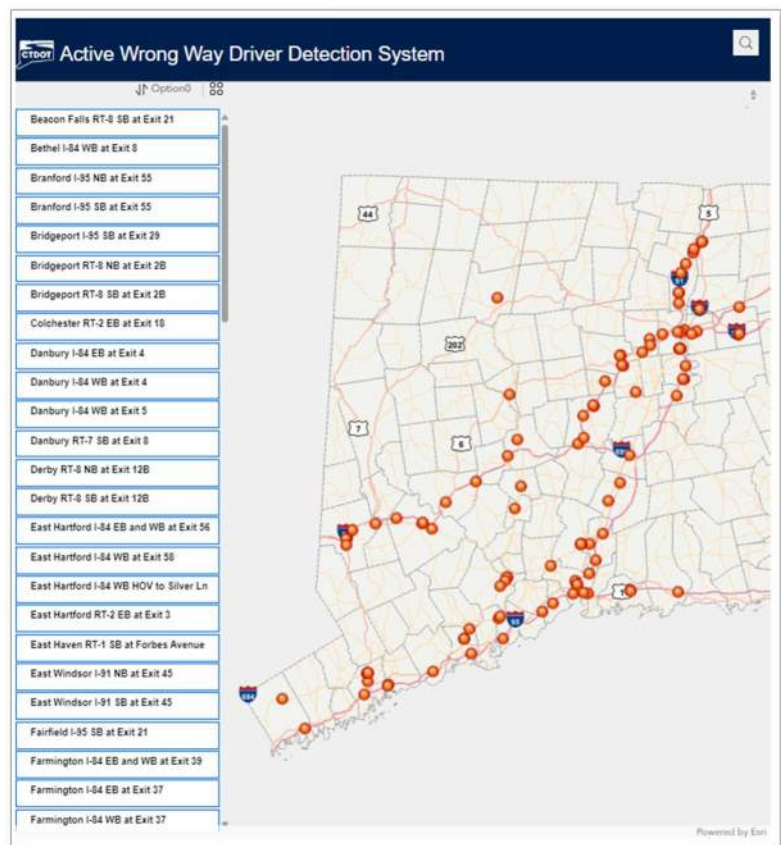 CTDOT
Active Wrong Way Driver Detection System
Option0
Beacon Falls RT-8 SB at Exit 21
Bethel I-84 WB at Exit 8
Branford I-95 NB at Exit 55
Branford I-95 SB at Exit 55
Bridgeport I-95 SB at Exit 29
Bridgeport RT-8 NB at Exit 2B
Bridgeport RT-8 SB at Exit 2B
Colchester RT-2 EB at Exit 18
Danbury I-84 EB at Exit 4
Danbury I-84 WB at Exit 4
Danbury I-84 WB at Exit 5
Danbury RT-7 SB at Exit 8
Derby RT-8 NB at Exit 12B
Derby RT-8 SB at Exit 12B
East Hartford I-84 EB and WB at Exit 56
East Hartford I-84 WB at Exit 58
East Hartford I-84 WB HOV to Silver Ln
East Hartford RT-2 EB at Exit 3
East Haven RT-1 SB at Forbes Avenue
East Windsor I-91 NB at Exit 45
East Windsor I-91 SB at Exit 45
Fairfield I-95 SB at Exit 21
Farmington I-84 EB and WB at Exit 39
Farmington I-84 EB at Exit 37
Farmington I-84 WB at Exit 37
44
5
91
202
7
6
691
1
95
684
Powered by Esri